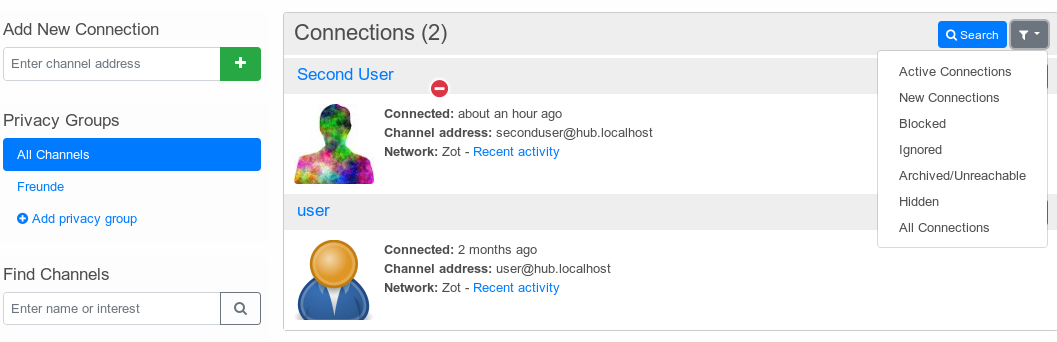 Add New Connection
Enter channel address
Privacy Groups
All Channels
Freunde
Add privacy group
Find Channels
Enter name or interest
Connections (2)
Search
Active Connections
New Connections
Blocked
Ignored
Archived/Unreachable
Hidden
All Connections
Second User
Connected: about an hour ago
Channel address: seconduser@hub.localhost
Network: Zot - Recent activity
user
Connected: 2 months ago
Channel address: user@hub.localhost
Network: Zot - Recent activity